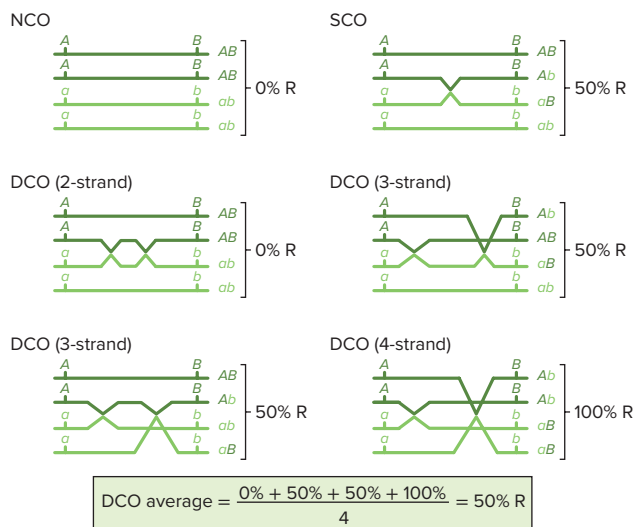 NCO
A B AB
A B AB
a b ab
a b ab
0% R
SCO
A B AB
A B Ab
a b aB
a b ab
50% R
DCO (2-strand)
A B AB
A B AB
a b ab
a b ab
0% R
DCO (3-strand)
A B Ab
A B AB
a b aB
a b ab
50% R
DCO (3-strand)
A B AB
A B Ab
a b ab
a b aB
50% R
DCO (4-strand)
A B Ab
A B Ab
a b aB
a b aB
100% R
DCO average = 0% + 50% + 50% + 100% / 4 = 50% R